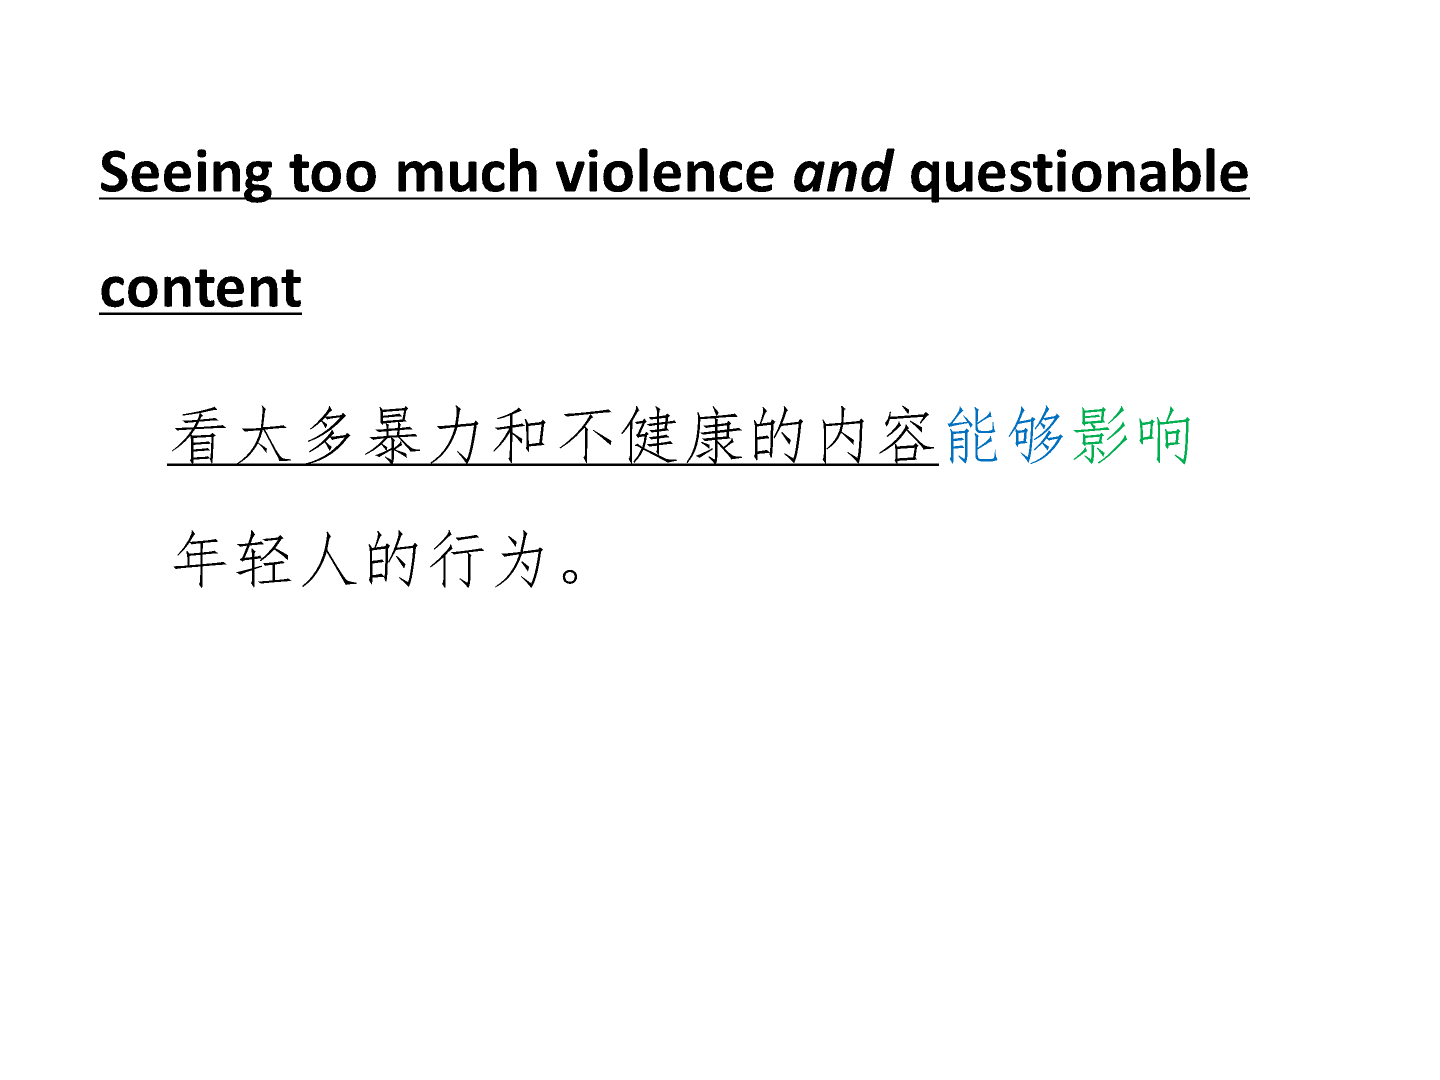 Seeing too much violence and questionable
content
看太多暴力和不健康的内容能够影响
年轻人的行为。